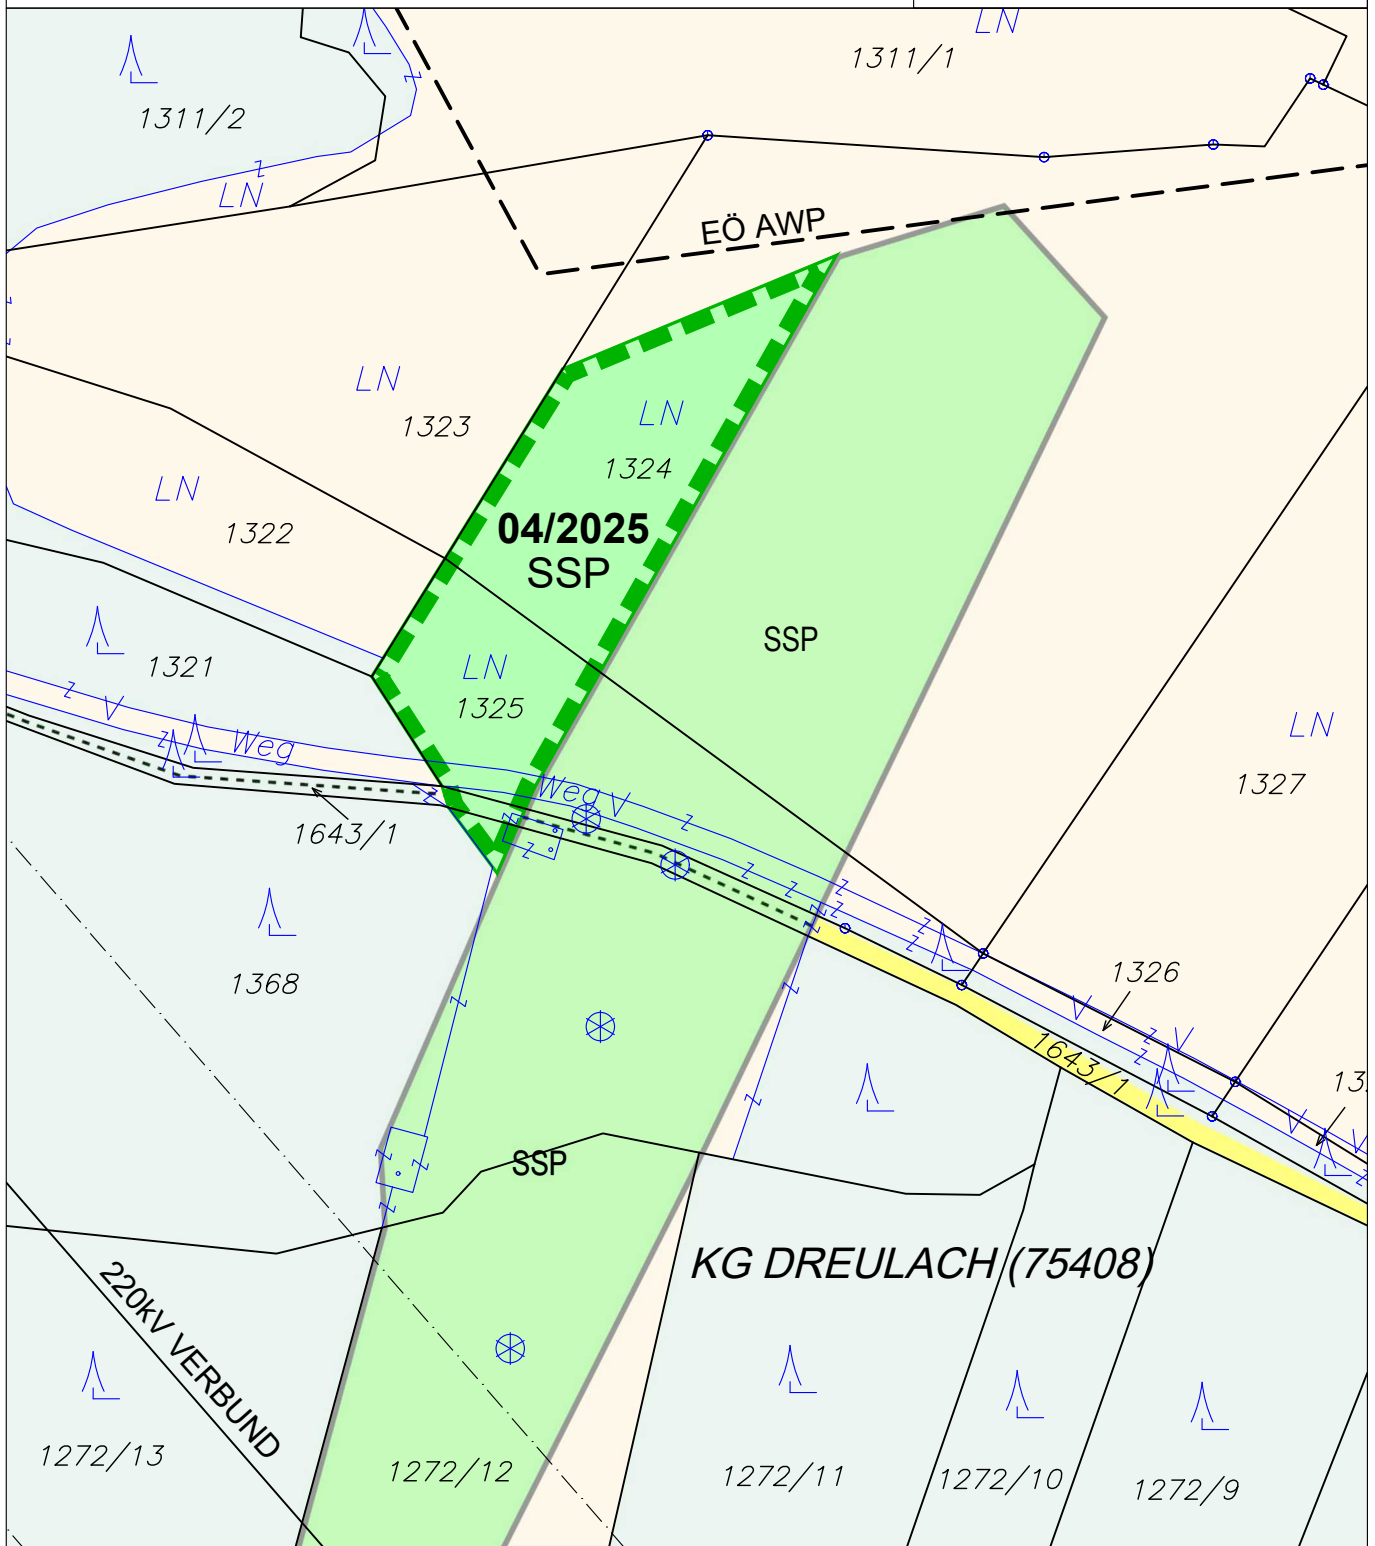 LN
1311/1
1311/2
LN
EÖ AWP
LN
1323
LN
1324
LN
1322
04/2025
SSP
SSP
1321
LN
1325
Weg
LN
1327
Weg
1643/1
1368
1326
1643/1
SSP
KG DREULACH (75408)
220kV VERBUND
1272/13
1272/12
1272/11
1272/10
1272/9